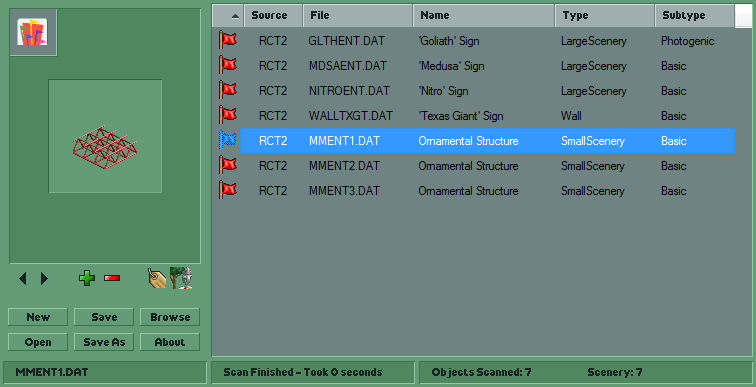 Source File Name Type Subtype
RCT2 GLTHENT.DAT 'Goliath' Sign LargeScenery Photogenic
RCT2 MDSAENT.DAT 'Medusa' Sign LargeScenery Basic
RCT2 NITROENT.DAT 'Nitro' Sign LargeScenery Basic
RCT2 WALLTXGT.DAT 'Texas Giant' Sign Wall Basic
RCT2 MMENT1.DAT Ornamental Structure SmallScenery Basic
RCT2 MMENT2.DAT Ornamental Structure SmallScenery Basic
RCT2 MMENT3.DAT Ornamental Structure SmallScenery Basic
New Save Browse
Open Save As About
MMENT1.DAT Scan Finished - Took 0 seconds Objects Scanned: 7 Scenery: 7